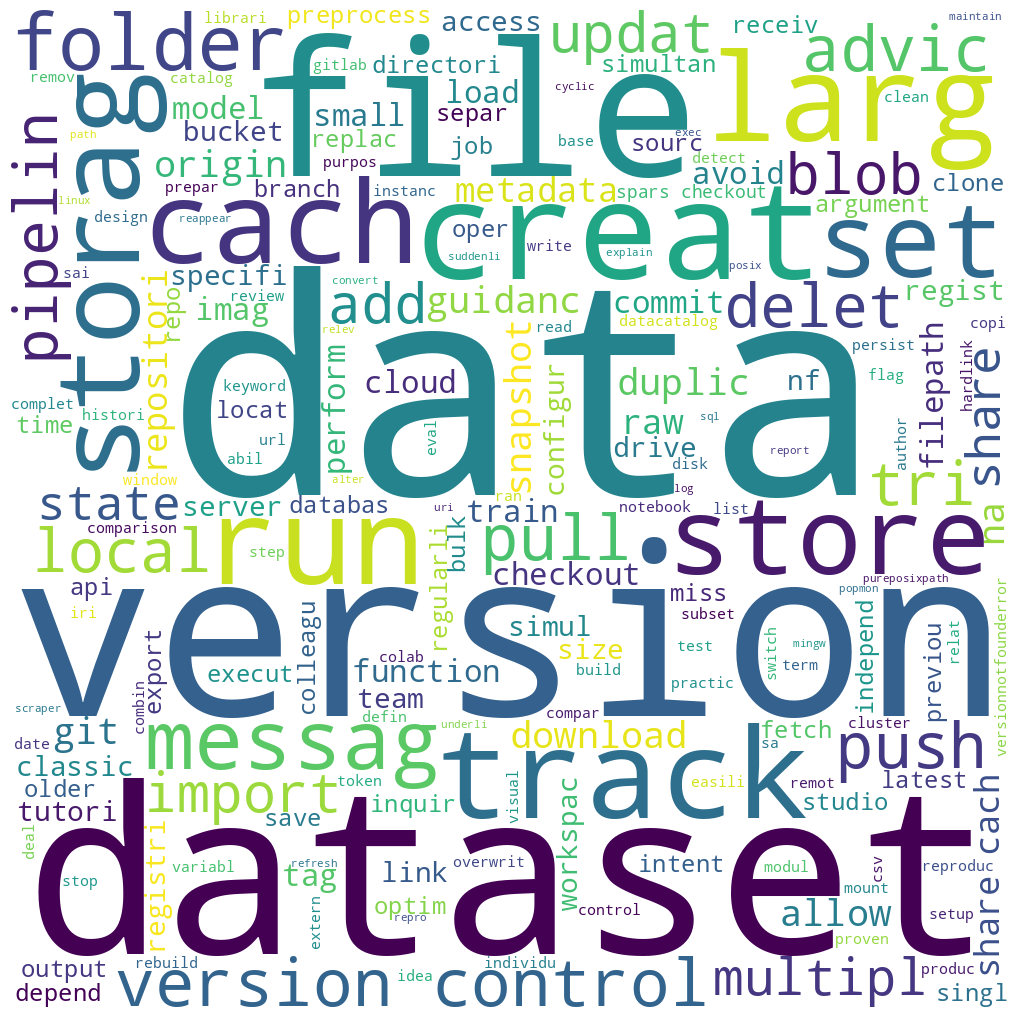 librari
preprocess
access
updat
receiv
maintain
folder
file
advic
remov
catalog
gitlab
directori
simultan
larg
storag
model
small
load
cyclic
clean
path
bucket
replac
separ
job
base
sourc
exec
pipelin
origin
purpos
detect
avoid
blob
clone
linux
prepar
branch
instanc
metadata
spars checkout
argument
design
reappear
cach
oper
write
creat
set
sai
specifi
suddenli
explain
posix
repositori
repo
imag
review
convert
add
guidanc
commit
delet
regist
relev
read
datacatalog
copi
data
snapshot
configur
persist
share
hardlink
filepath
complet
histori
keyword
cloud
duplic
nf
flag
time
locat
perform
raw
sql
tri
author
url
eval
drive
window
abil
alter
disk
report
state
server
databas
ran
log
na
comparison
uri
train
notebook
list
local
run
step
bulk
pull
store
regularli
checkout
api
miss
pureposixpath
iri
subset
popmon
version
colleagu
simul
size
test
switch
mingw
independ
previou
relat
versionnotfounderror
export
colab
function
build
term
execut
team
practic
combin
scraper
defin
underli
compar
sa
fetch
cluster
date
git
messag
track
download
push
classic
token
visual
easili
remot
latest
older
import
inquir
studio
tutori
save
workspac
share cach
deal
registri
variabl
refresh
link
overwrit
intent
modul
csv
reproduc
stop
tag
mount
dataset
extern
optim
repro
control
allow
setup
proven
output
rebuild
individu
produc
depend
version control
idea
multipl
singl